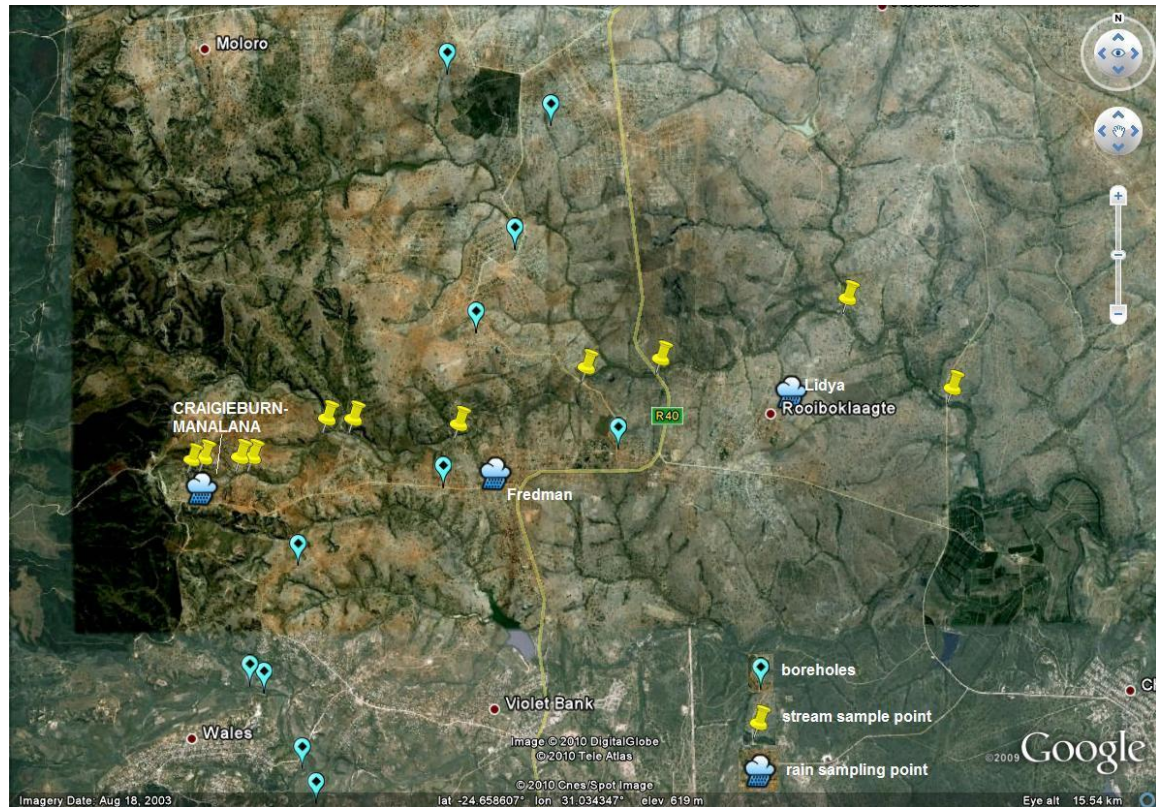 N
Moloro
Lidya
Rooiboklaagte
R40
CRAIGIEBURN-
MANALANA
Fredman
boreholes
Violet Bank
stream sample point
Wales
Image © 2010 DigitalGlobe
© 2010 Tele Atlas
©2009 Google
rain sampling point
© 2010 Cnes/Spot Image
Imagery Date: Aug 18, 2003
lat -24.658607° lon 31.034347° elev 619 m
Eye alt 15.54 km